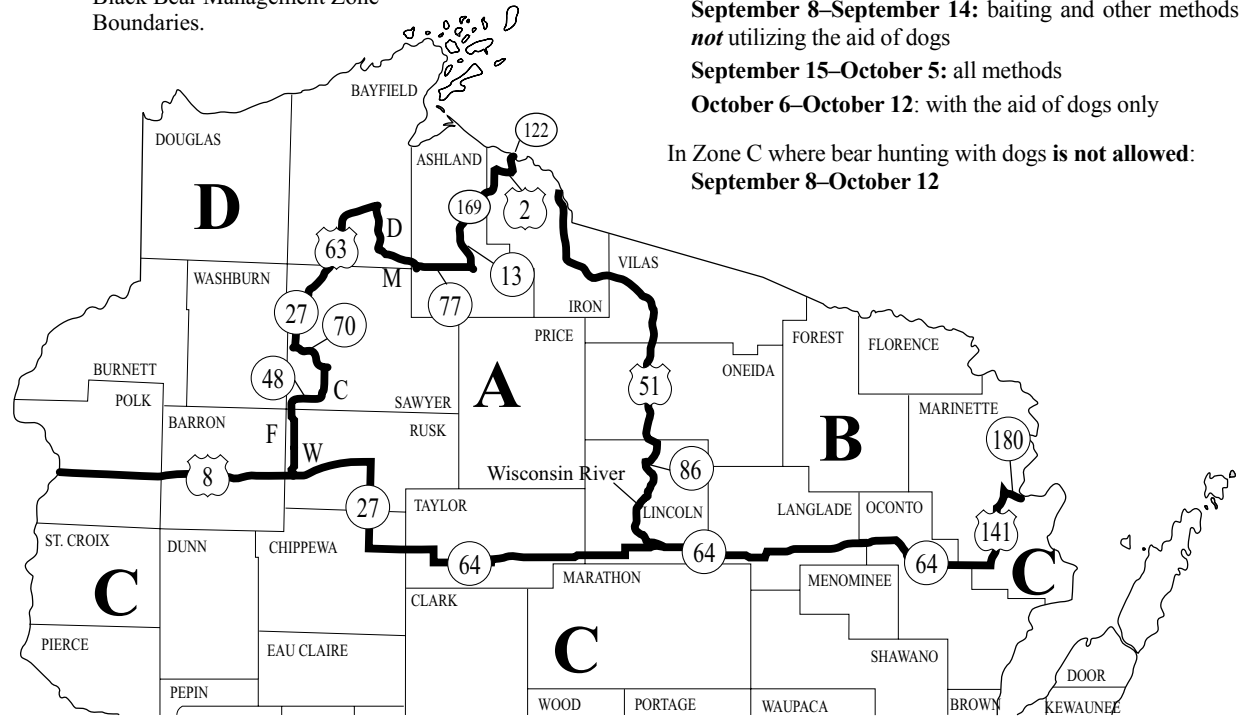 Black Bear Management Zone
Boundaries.
September 8–September 14: baiting and other methods
not utilizing the aid of dogs
September 15–October 5: all methods
October 6–October 12: with the aid of dogs only
In Zone C where bear hunting with dogs is not allowed:
September 8–October 12
BAYFIELD
122
DOUGLAS
ASHLAND
D
169
2
D
63
VILAS
WASHBURN
M
13
77
IRON
27
70
PRICE
FOREST
FLORENCE
BURNETT
48
C
A
51
ONEIDA
POLK
SAWYER
MARINETTE
BARRON
F
RUSK
B
180
W
8
Wisconsin River
86
27
TAYLOR
LINCOLN
LANGLADE
OCONTO
141
ST. CROIX
DUNN
CHIPPEWA
64
64
64
C
MARATHON
MENOMINEE
C
CLARK
PIERCE
EAU CLAIRE
C
SHAWANO
DOOR
PEPIN
WOOD
PORTAGE
WAUPACA
BROWN
KEWAUNEE